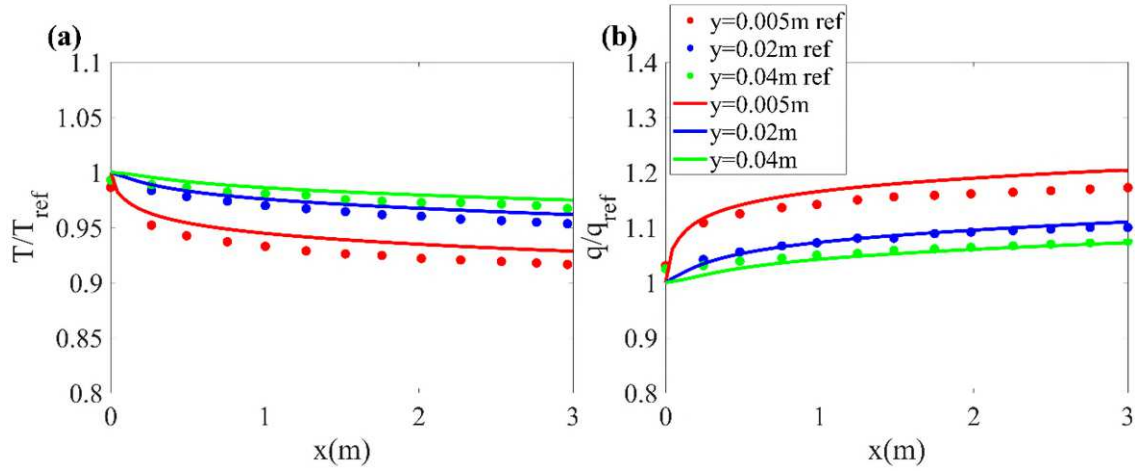 (a)
1.1
1.05
1
0.95
0.9
0.85
0.8
T/T_ref
0
1
2
3
x(m)
(b)
y=0.005m ref
y=0.02m ref
y=0.04m ref
y=0.005m
y=0.02m
y=0.04m
1.4
1.3
1.2
1.1
1
0.9
0.8
q/q_ref
0
1
2
3
x(m)